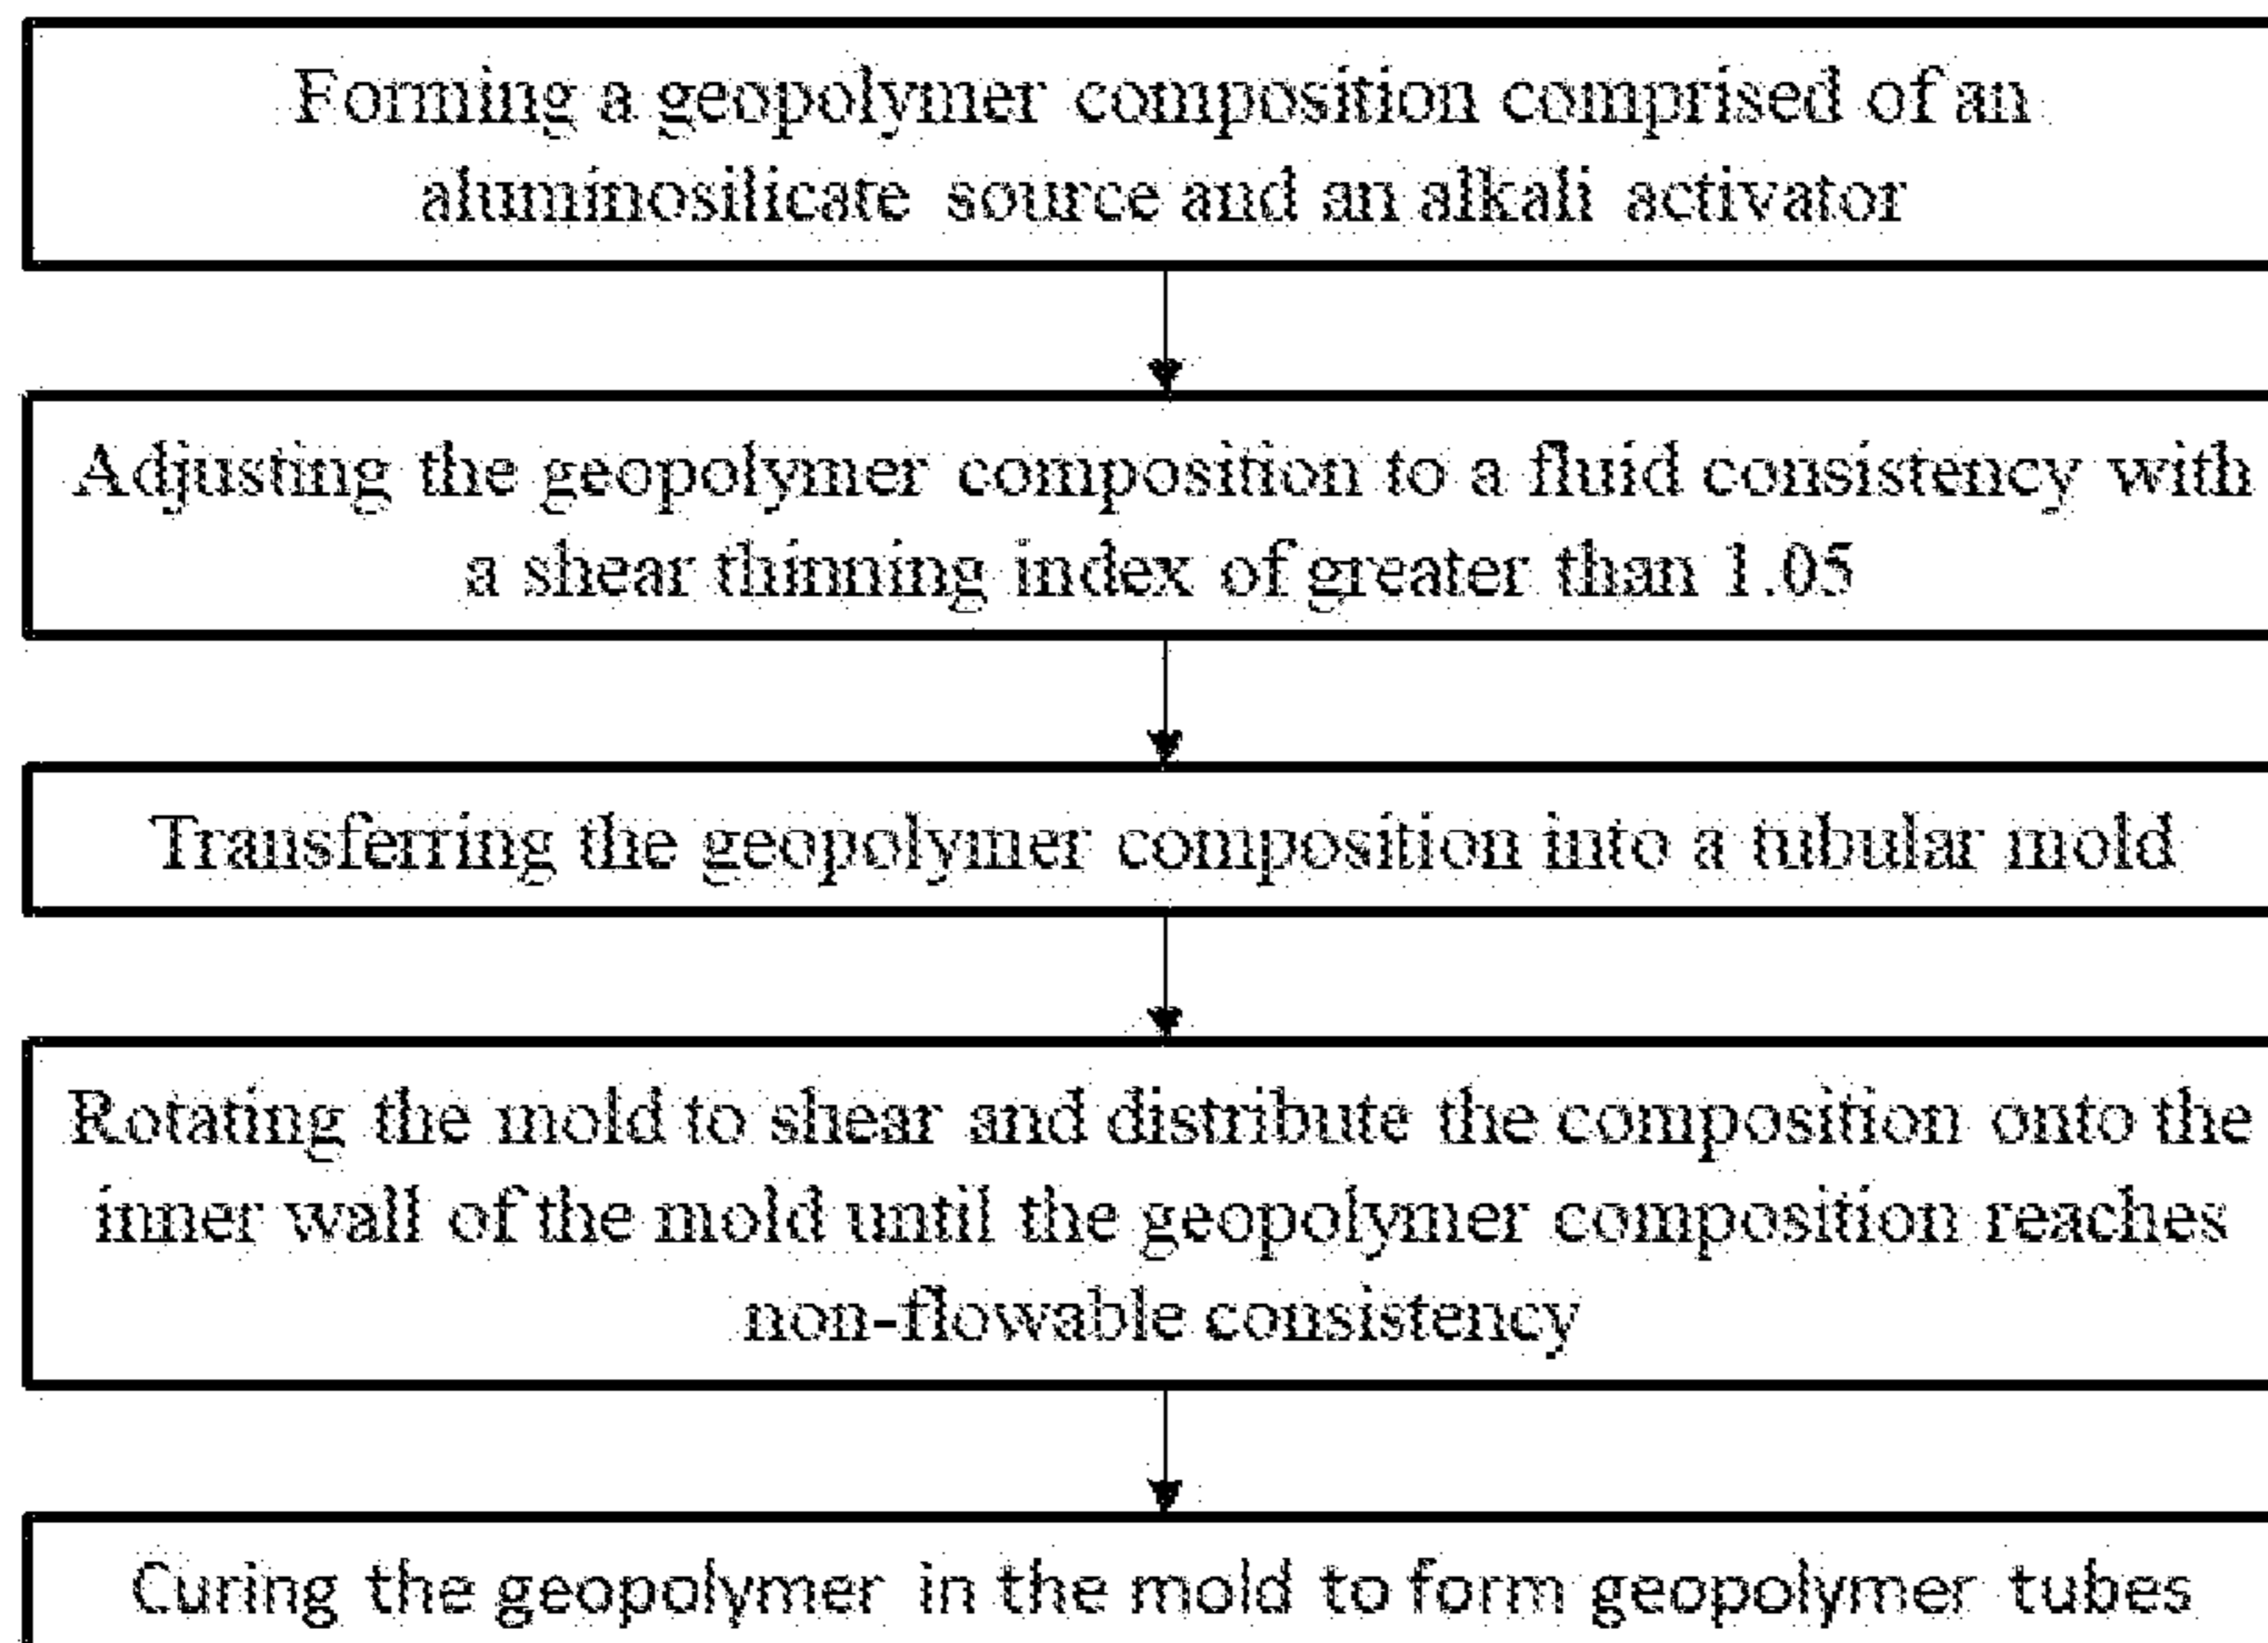 Forming a geopolymer composition comprised of an
aluminosilicate source and an alkali activator
Adjusting the geopolymer composition to a fluid consistency with
a shear thinning index of greater than 1.05
Transferring the geopolymer composition into a tubular mold
Rotating the mold to shear and distribute the composition onto the
inner wall of the mold until the geopolymer composition reaches
non-flowable consistency
Curing the geopolymer in the mold to form geopolymer tubes